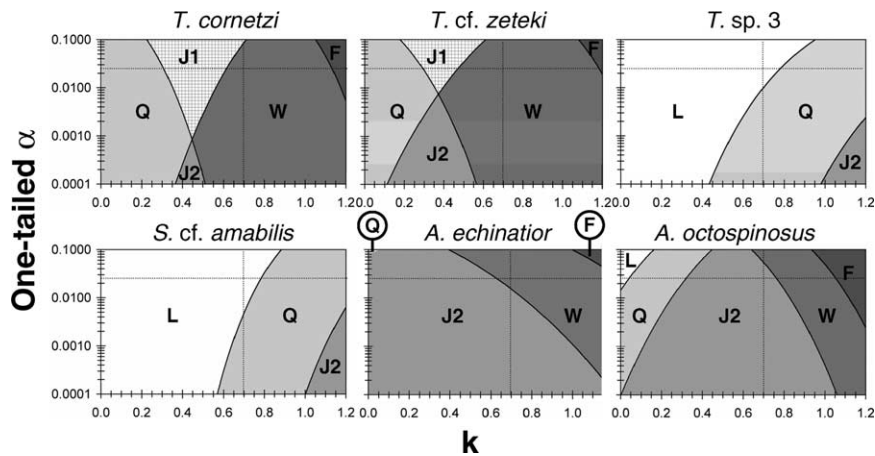 T. cornetzi
T. cf. zeteki
T. sp. 3
0.1000
0.0100
0.0010
0.0001
J1
F
Q
W
J2
J1
F
Q
W
J2
L
Q
J2
0.0 0.2 0.4 0.6 0.8 1.0 1.2
0.0 0.2 0.4 0.6 0.8 1.0 1.2
0.0 0.2 0.4 0.6 0.8 1.0 1.2
One-tailed α
S. cf. amabilis
Q
A. echinatior
F
A. octospinosus
0.1000
0.0100
0.0010
0.0001
L
Q
J2
J2
W
L
F
Q
J2
W
0.0 0.2 0.4 0.6 0.8 1.0 1.2
0.0 0.2 0.4 0.6 0.8 1.0
0.0 0.2 0.4 0.6 0.8 1.0 1.2
k